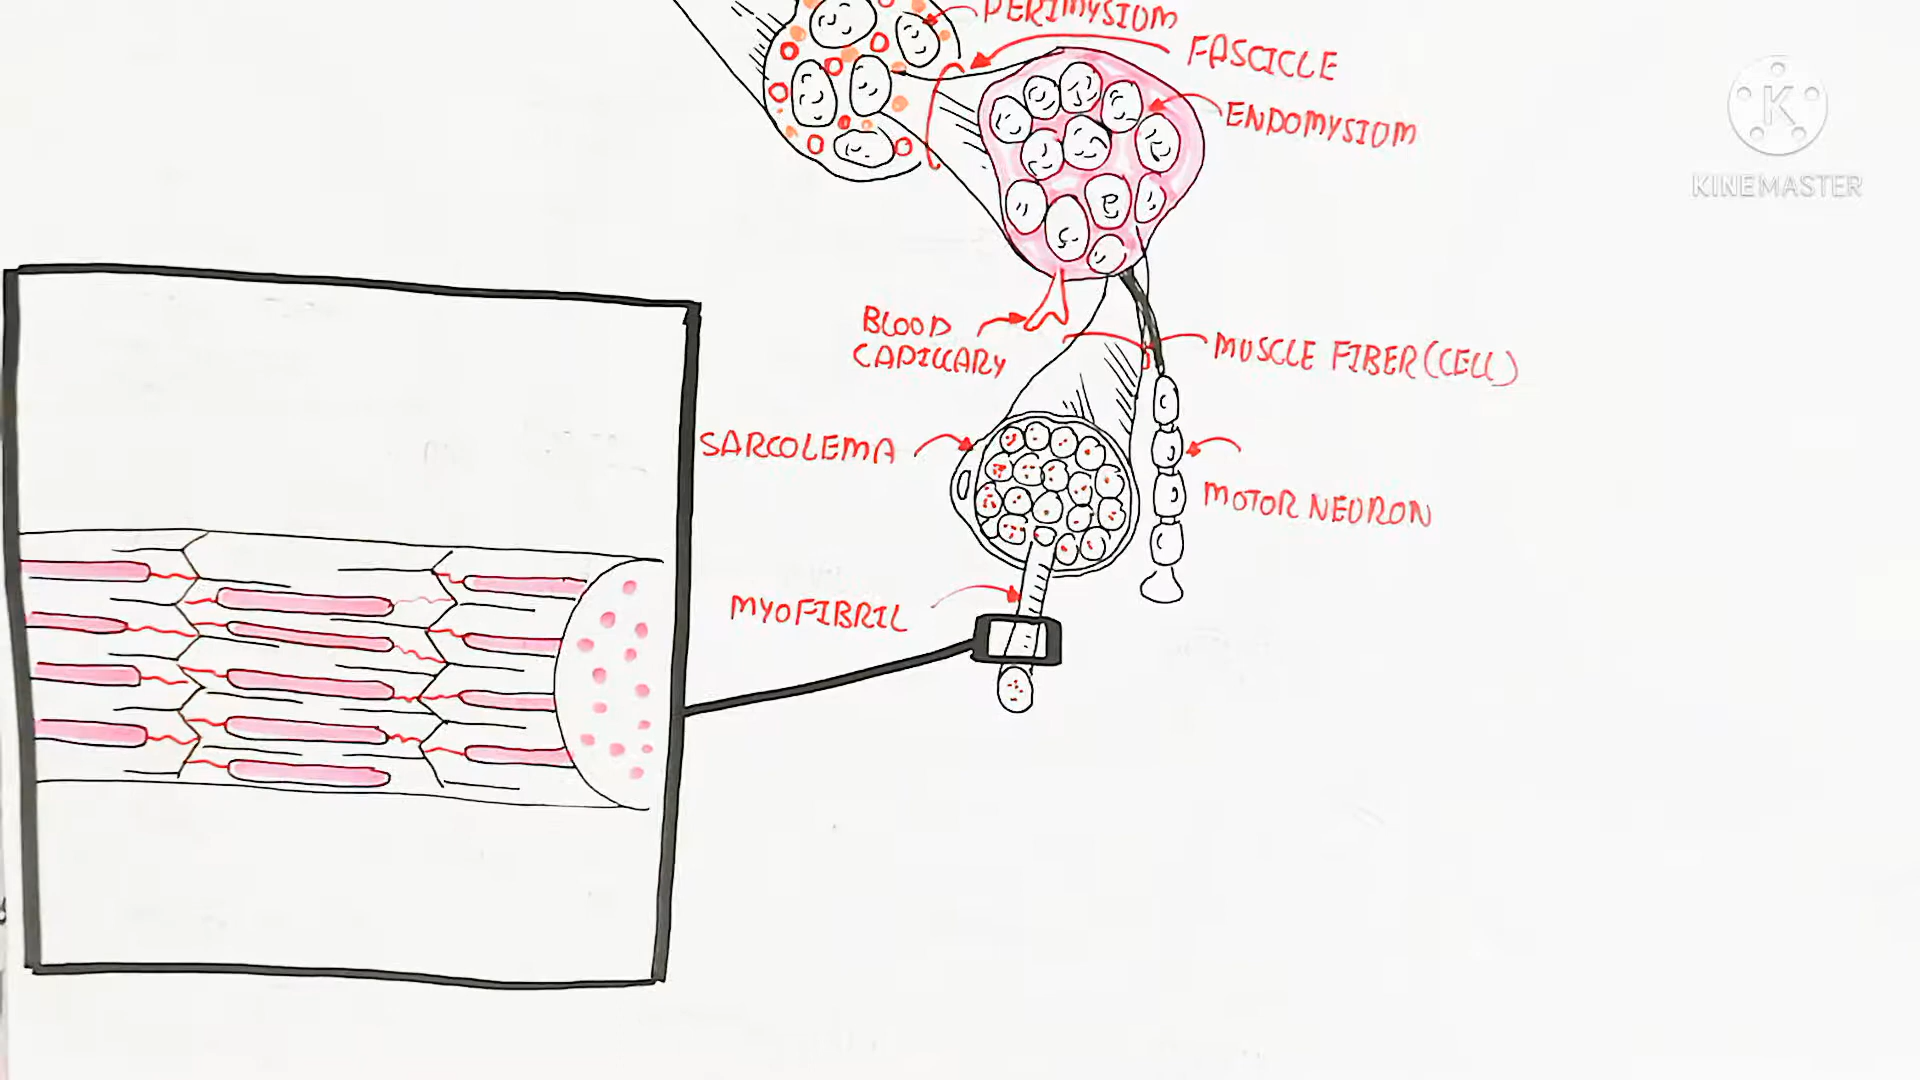 PERIMYSIUM
FASCICLE
ENDOMYSIUM
K
KINEMASTER
BLOOD
CAPILLARY
MUSCLE FIBER (CELL)
SARCOLEMA
MOTOR NEURON
MYOFIBRIL